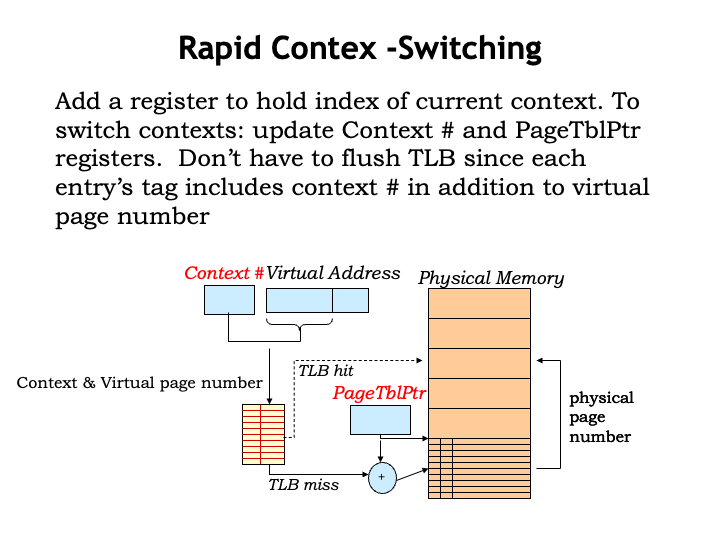 Rapid Contex -Switching
Add a register to hold index of current context. To
switch contexts: update Context # and PageTblPtr
registers.  Don’t have to flush TLB since each
entry’s tag includes context # in addition to virtual
page number
Context # Virtual Address
Physical Memory
TLB hit
Context & Virtual page number
PageTblPtr
physical
page
number
+
TLB miss